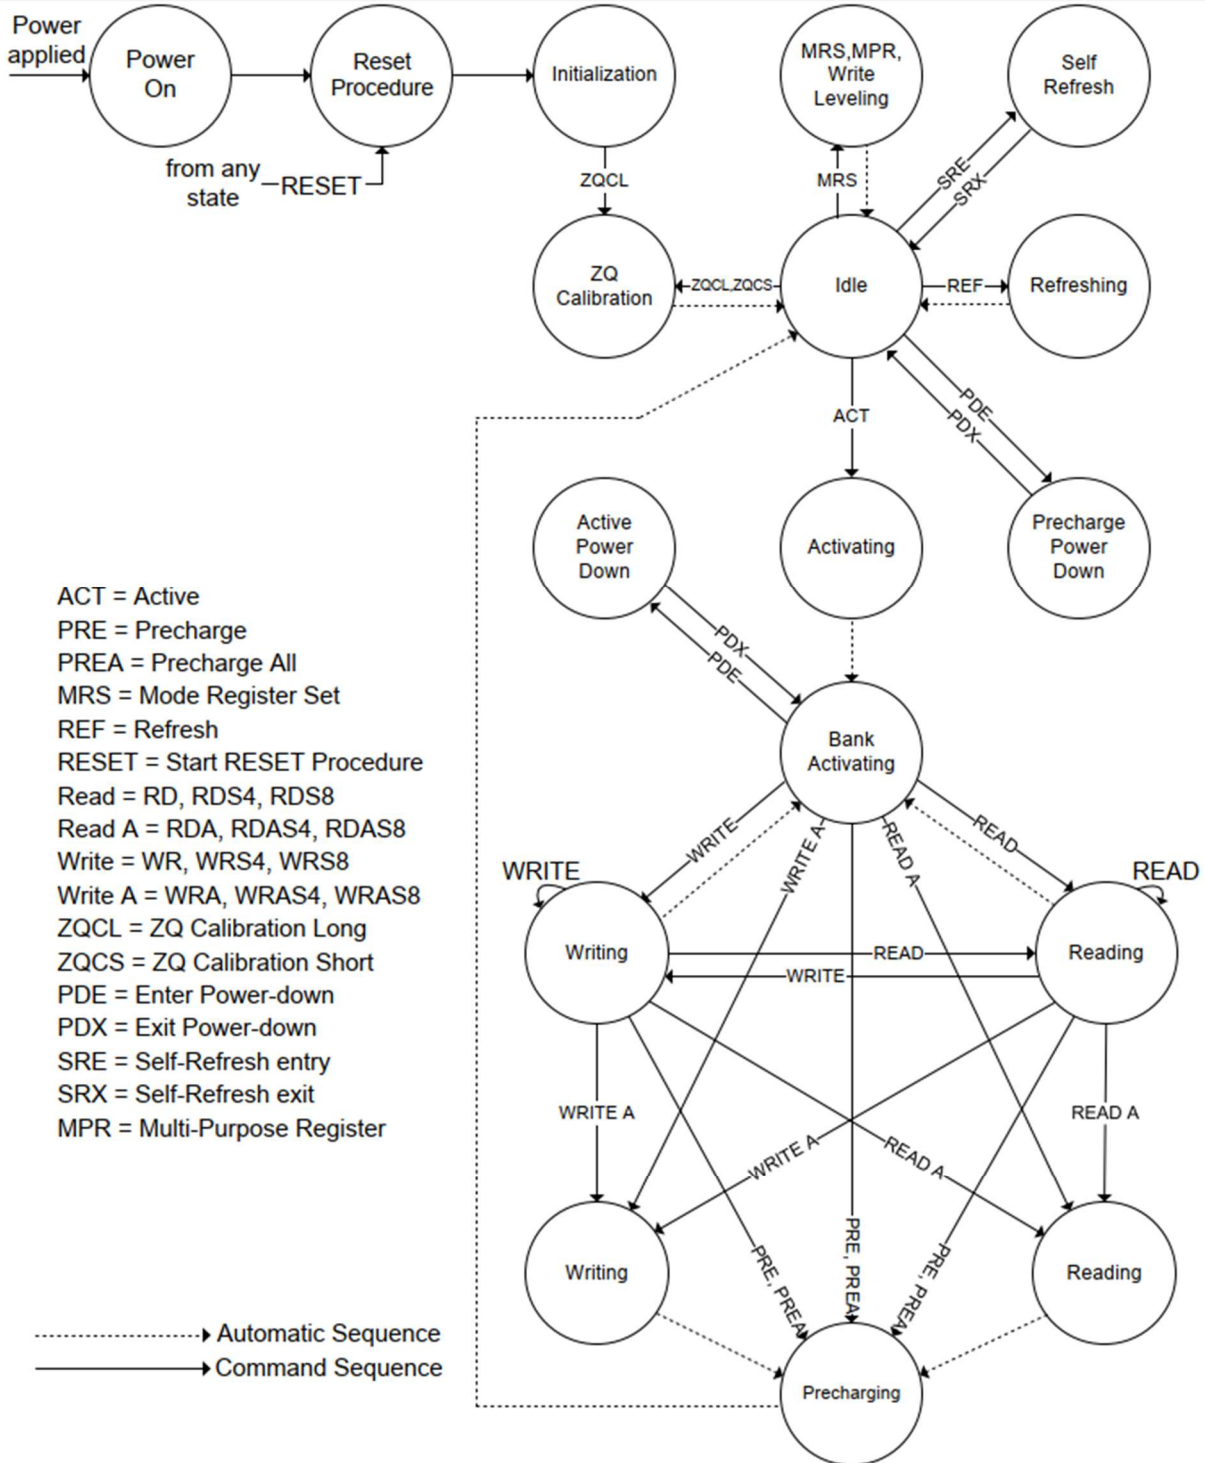 Power
applied
Power
On
Reset
Procedure
Initialization
MRS,MPR,
Write
Leveling
Self
Refresh
from any
state
RESET
ZQCL
MRS
SRE
SRX
ZQ
Calibration
ZQCL,ZQCS
Idle
REF
Refreshing
ACT
PDE
PDX
Active
Power
Down
Activating
Precharge
Power
Down
PDX
PDE
Bank
Activating
ACT = Active
PRE = Precharge
PREA = Precharge All
MRS = Mode Register Set
REF = Refresh
RESET = Start RESET Procedure
Read = RD, RDS4, RDS8
Read A = RDA, RDAS4, RDAS8
Write = WR, WRS4, WRS8
Write A = WRA, WRAS4, WRAS8
ZQCL = ZQ Calibration Long
ZQCS = ZQ Calibration Short
PDE = Enter Power-down
PDX = Exit Power-down
SRE = Self-Refresh entry
SRX = Self-Refresh exit
MPR = Multi-Purpose Register
WRITE
WRITE A
READ A
READ
WRITE
READ
Writing
READ
WRITE
Reading
WRITE A
WRITE A
READ A
READ A
Writing
PRE, PREA
PRE, PREA
PRE, PREA
Reading
Precharging
Automatic Sequence
Command Sequence